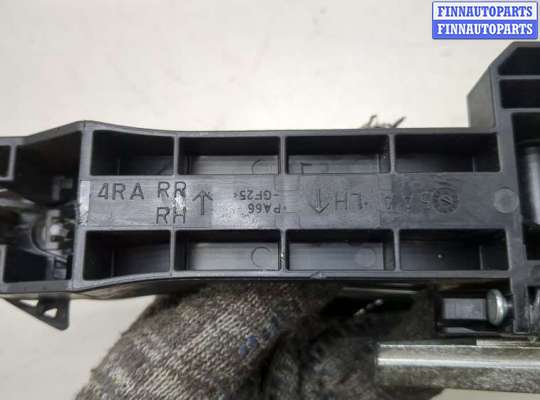 FINNAUTOPARTS
FINNAUTOPARTS
4RA RR
RH
>PA66
-GF25<
LH